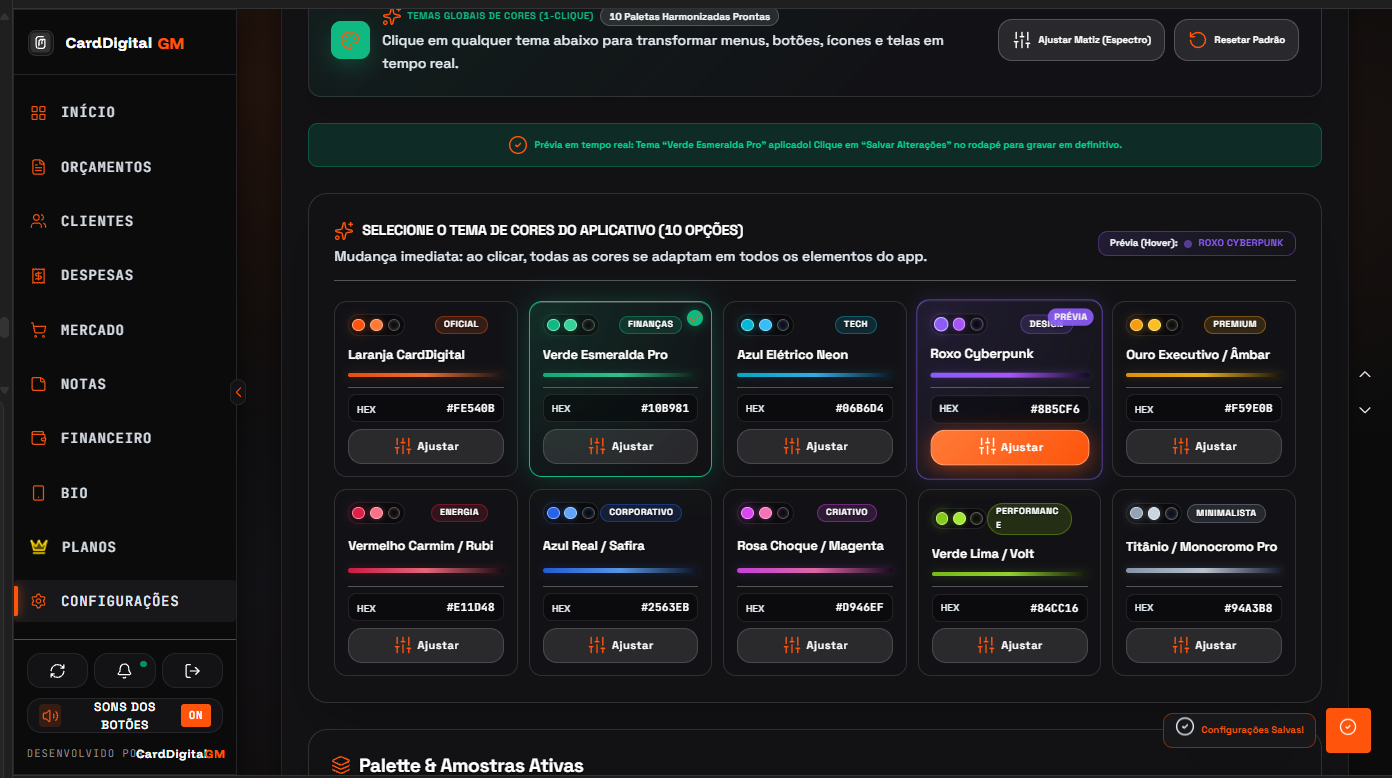 CardDigital GM
INÍCIO
ORÇAMENTOS
CLIENTES
DESPESAS
MERCADO
NOTAS
FINANCEIRO
BIO
PLANOS
CONFIGURAÇÕES
SONS DOS
BOTÕES
ON
DESENVOLVIDO PO
CardDigitalGM
TEMAS GLOBAIS DE CORES (1-CLIQUE) 10 Paletas Harmonizadas Prontas
Clique em qualquer tema abaixo para transformar menus, botões, ícones e telas em
tempo real.
Ajustar Matiz (Espectro)
Resetar Padrão
Prévia em tempo real: Tema “Verde Esmeralda Pro” aplicado! Clique em “Salvar Alterações” no rodapé para gravar em definitivo.
SELECIONE O TEMA DE CORES DO APLICATIVO (10 OPÇÕES)
Mudança imediata: ao clicar, todas as cores se adaptam em todos os elementos do app.
Prévia (Hover): ROXO CYBERPUNK
OFICIAL
Laranja CardDigital
HEX #FE540B
Ajustar
FINANÇAS
Verde Esmeralda Pro
HEX #10B981
Ajustar
TECH
Azul Elétrico Neon
HEX #06B6D4
Ajustar
PRÉVIA
Roxo Cyberpunk
HEX #8B5CF6
Ajustar
PREMIUM
Ouro Executivo / Âmbar
HEX #F59E0B
Ajustar
ENERGIA
Vermelho Carmim / Rubi
HEX #E11D48
Ajustar
CORPORATIVO
Azul Real / Safira
HEX #2563EB
Ajustar
CRIATIVO
Rosa Choque / Magenta
HEX #D946EF
Ajustar
PERFORMANC
E
Verde Lima / Volt
HEX #84CC16
Ajustar
MINIMALISTA
Titânio / Monocromo Pro
HEX #94A3B8
Ajustar
Configurações Salvas!
Palette & Amostras Ativas